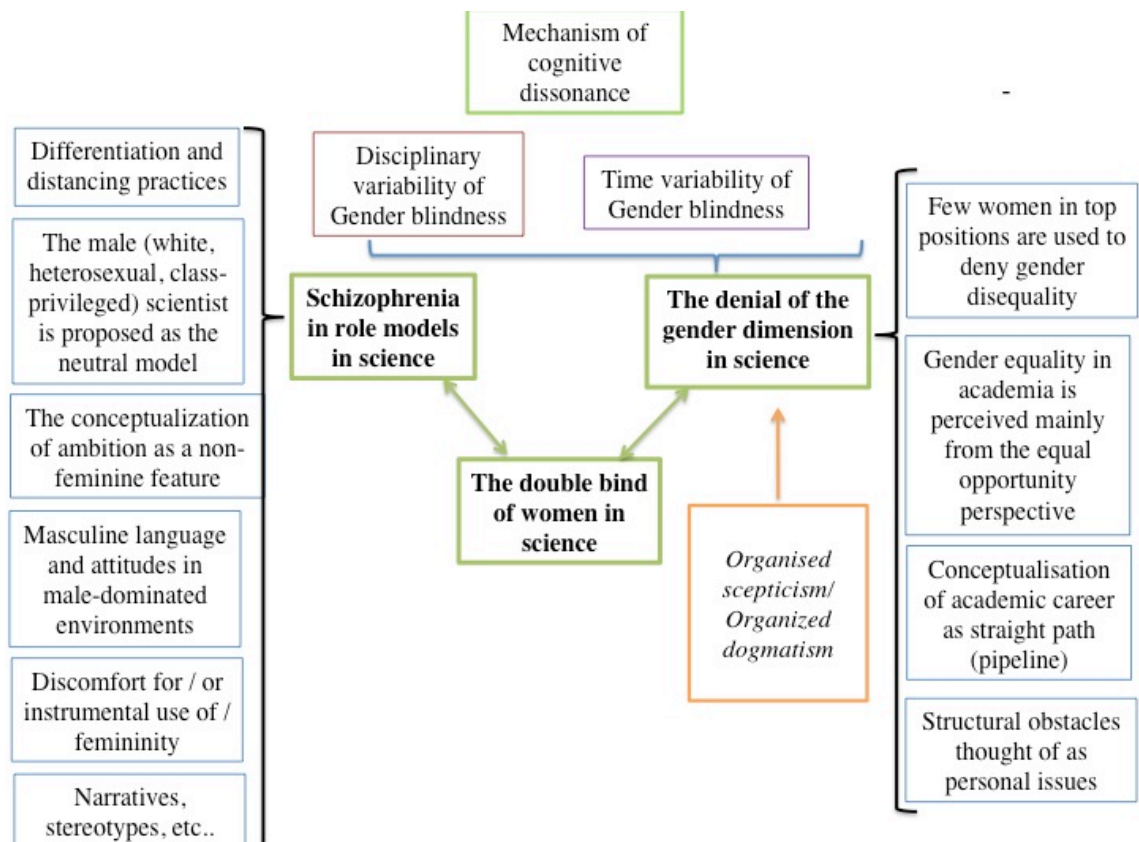 Mechanism of
cognitive
dissonance
-
Differentiation and
distancing practices
The male (white,
heterosexual, class-
privileged) scientist
is proposed as the
neutral model
The conceptualization
of ambition as a non-
feminine feature
Masculine language
and attitudes in
male-dominated
environments
Discomfort for / or
instrumental use of /
femininity
Narratives,
stereotypes, etc..
Disciplinary
variability of
Gender blindness
Time variability of
Gender blindness
Schizophrenia
in role models
in science
The denial of the
gender dimension
in science
The double bind
of women in
science
Organised
scepticism/
Organized
dogmatism
Few women in top
positions are used to
deny gender
disequality
Gender equality in
academia is
perceived mainly
from the equal
opportunity
perspective
Conceptualisation
of academic career
as straight path
(pipeline)
Structural obstacles
thought of as
personal issues